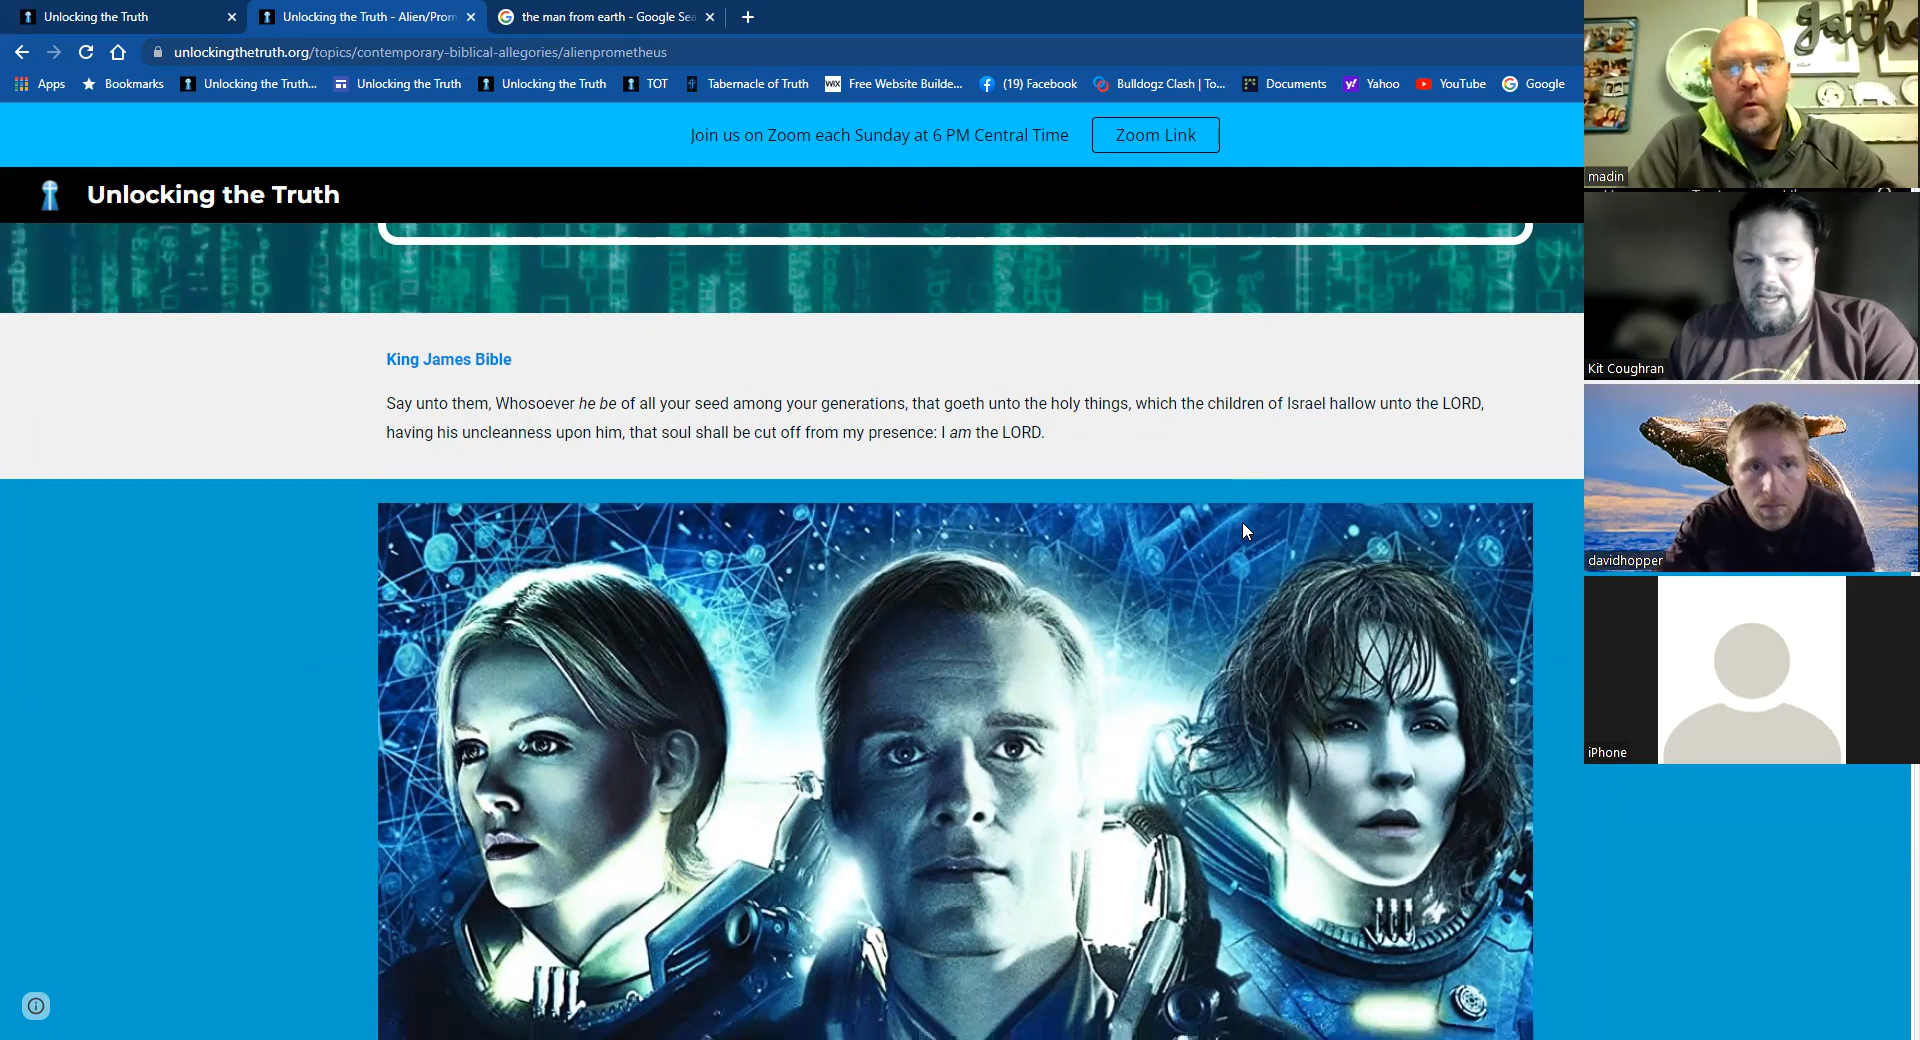 Unlocking the Truth
Unlocking the Truth - Alien/Prom
the man from earth - Google Sea
unlockingthetruth.org/topics/contemporary-biblical-allegories/alienprometheus
Apps
Bookmarks
Unlocking the Truth...
Unlocking the Truth
Unlocking the Truth
TOT
Tabernacle of Truth
WIX
Free Website Builde...
(19) Facebook
Bulldogz Clash | To...
Documents
Yahoo
YouTube
Google
Join us on Zoom each Sunday at 6 PM Central Time
Zoom Link
Unlocking the Truth
King James Bible
Say unto them, Whosoever he be of all your seed among your generations, that goeth unto the holy things, which the children of Israel hallow unto the LORD,
having his uncleanness upon him, that soul shall be cut off from my presence: I am the LORD.
gathe
madin
Kit Coughran
davidhopper
iPhone